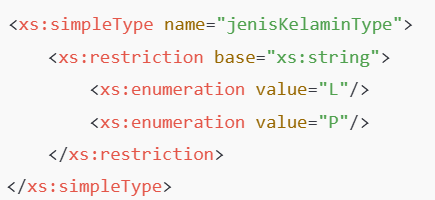 <xs:simpleType name="jenisKelaminType">
    <xs:restriction base="xs:string">
        <xs:enumeration value="L"/>
        <xs:enumeration value="P"/>
    </xs:restriction>
</xs:simpleType>